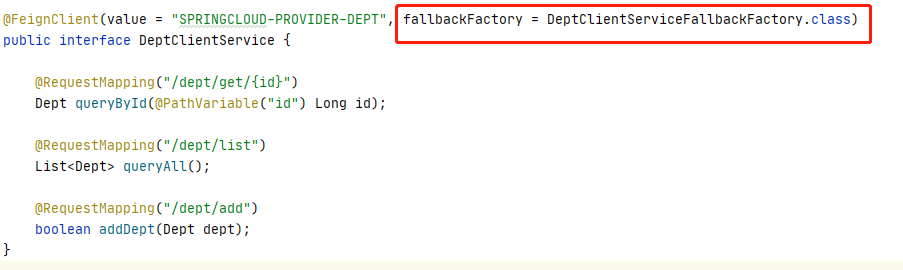 @FeignClient(value = "SPRINGCLOUD-PROVIDER-DEPT", fallbackFactory = DeptClientServiceFallbackFactory.class)
public interface DeptClientService {
@RequestMapping("/dept/get/{id}")
Dept queryById(@PathVariable("id") Long id);
@RequestMapping("/dept/list")
List<Dept> queryAll();
@RequestMapping("/dept/add")
boolean addDept(Dept dept);
}